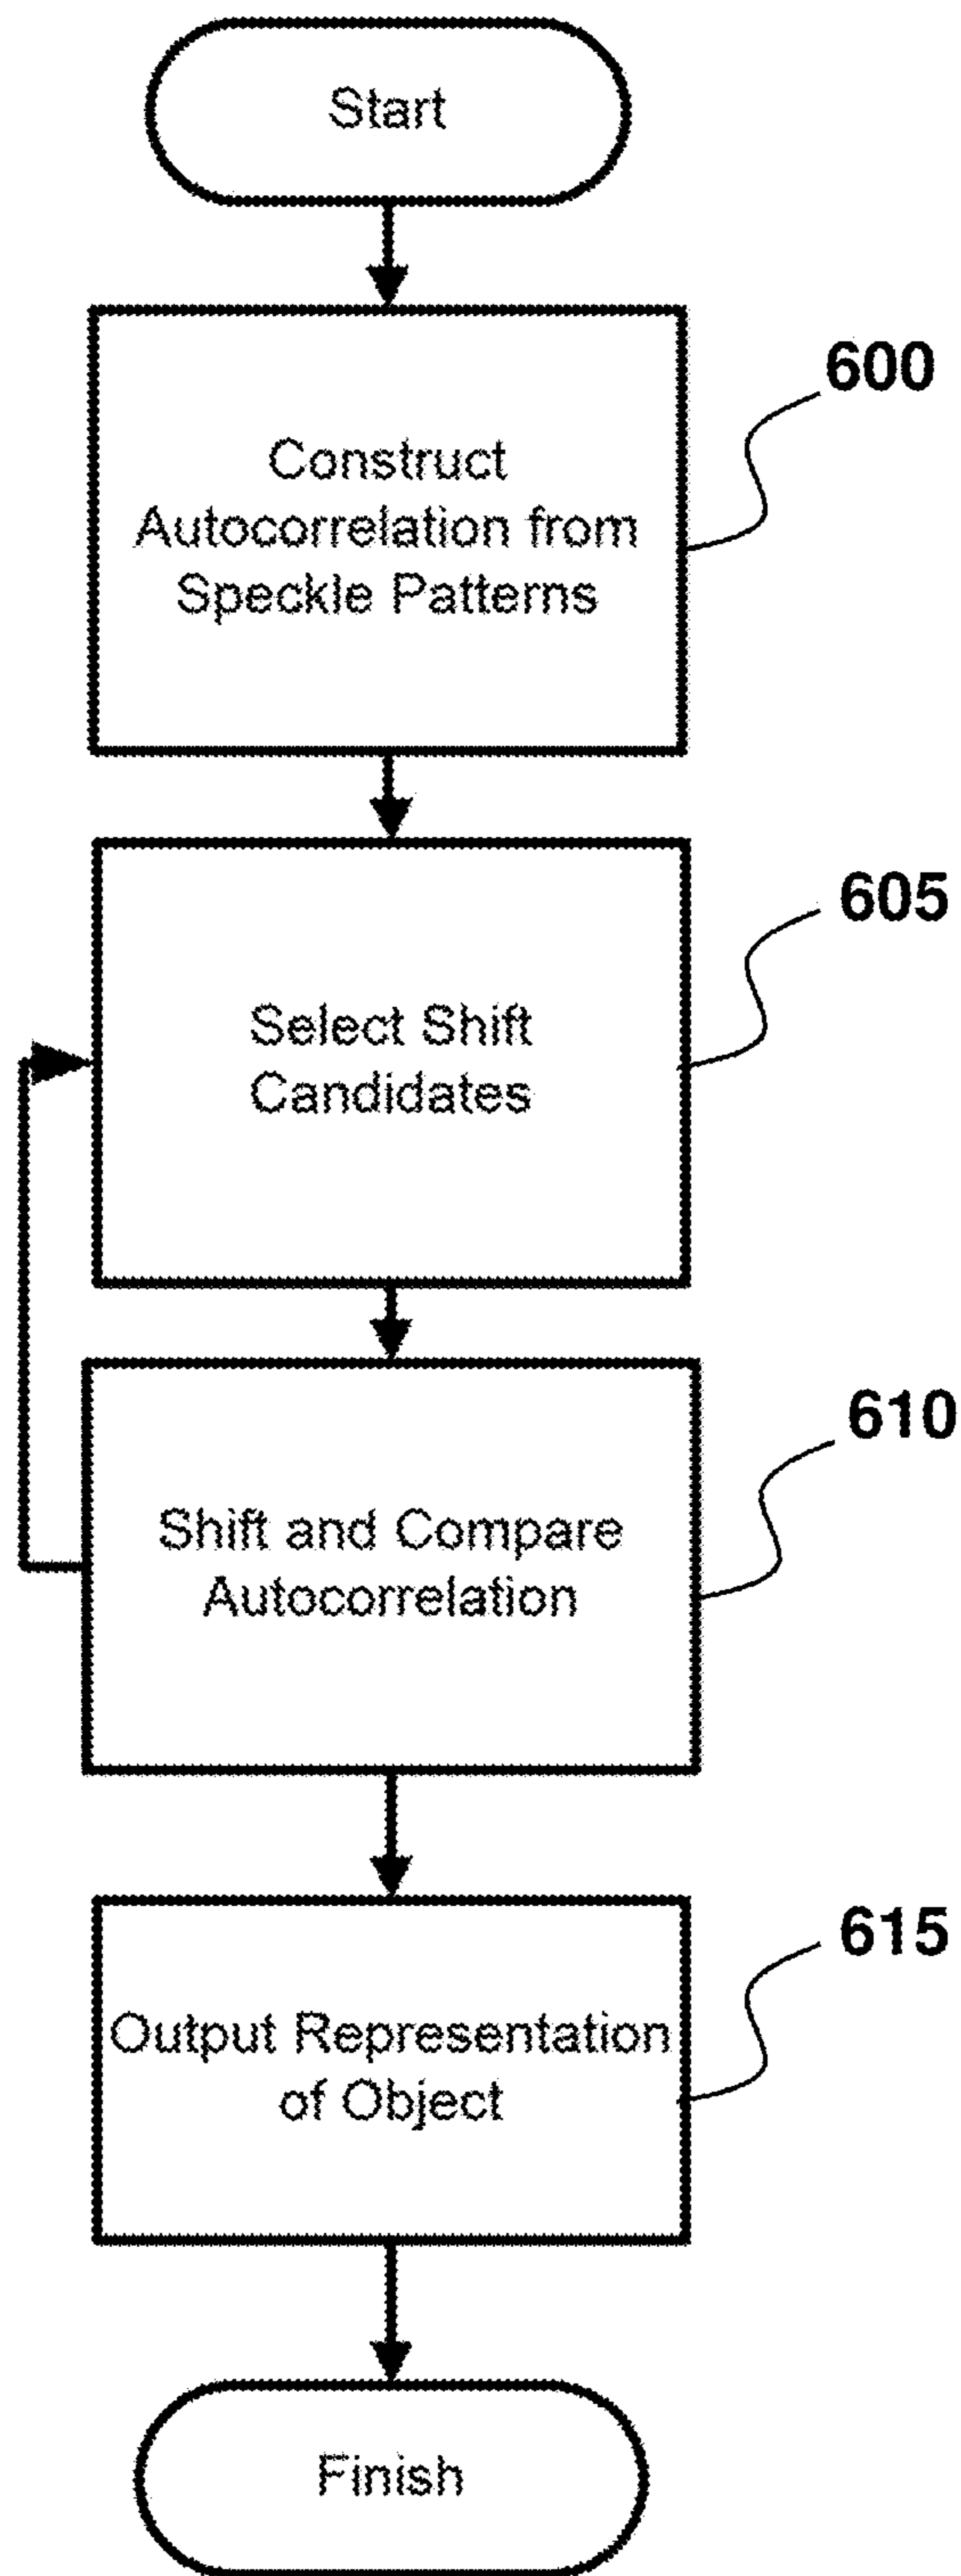 Start
600
Construct
Autocorrelation from
Speckle Patterns
605
Select Shift
Candidates
610
Shift and Compare
Autocorrelation
615
Output Representation
of Object
Finish